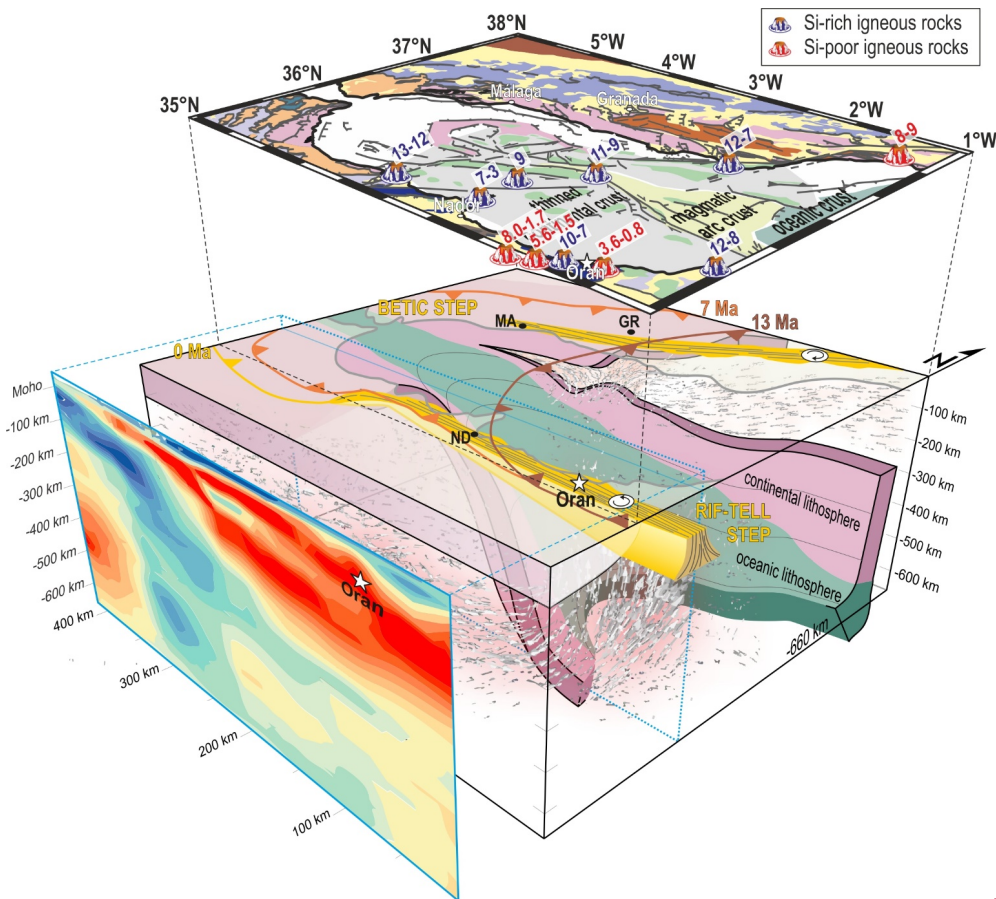 Si-rich igneous rocks
Si-poor igneous rocks
38°N
37°N
36°N
35°N
5°W
4°W
3°W
2°W
1°W
Malaga
Granada
13-12
7-3
9
11-9
12-7
8-9
Nador
thinned
continental crust
magmatic
arc crust
oceanic crust
8.0-1.7
5.6-1.5
10-7
3.6-0.8
12-8
Oran
BETIC STEP
7 Ma
13 Ma
0 Ma
MA
GR
ND
N
Oran
RIF-TELL
STEP
continental lithosphere
oceanic lithosphere
-660 km
Moho
-100 km
-200 km
-300 km
-400 km
-500 km
-600 km
400 km
300 km
200 km
100 km
Oran
-100 km
-200 km
-300 km
-400 km
-500 km
-600 km